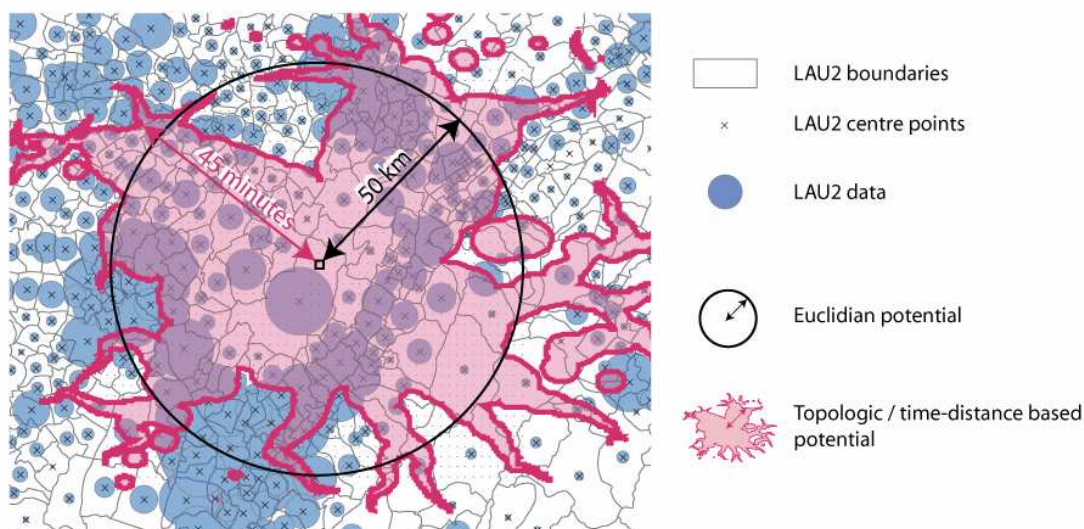 45 minutes
50 km
LAU2 boundaries
LAU2 centre points
LAU2 data
Euclidian potential
Topologic / time-distance based
potential